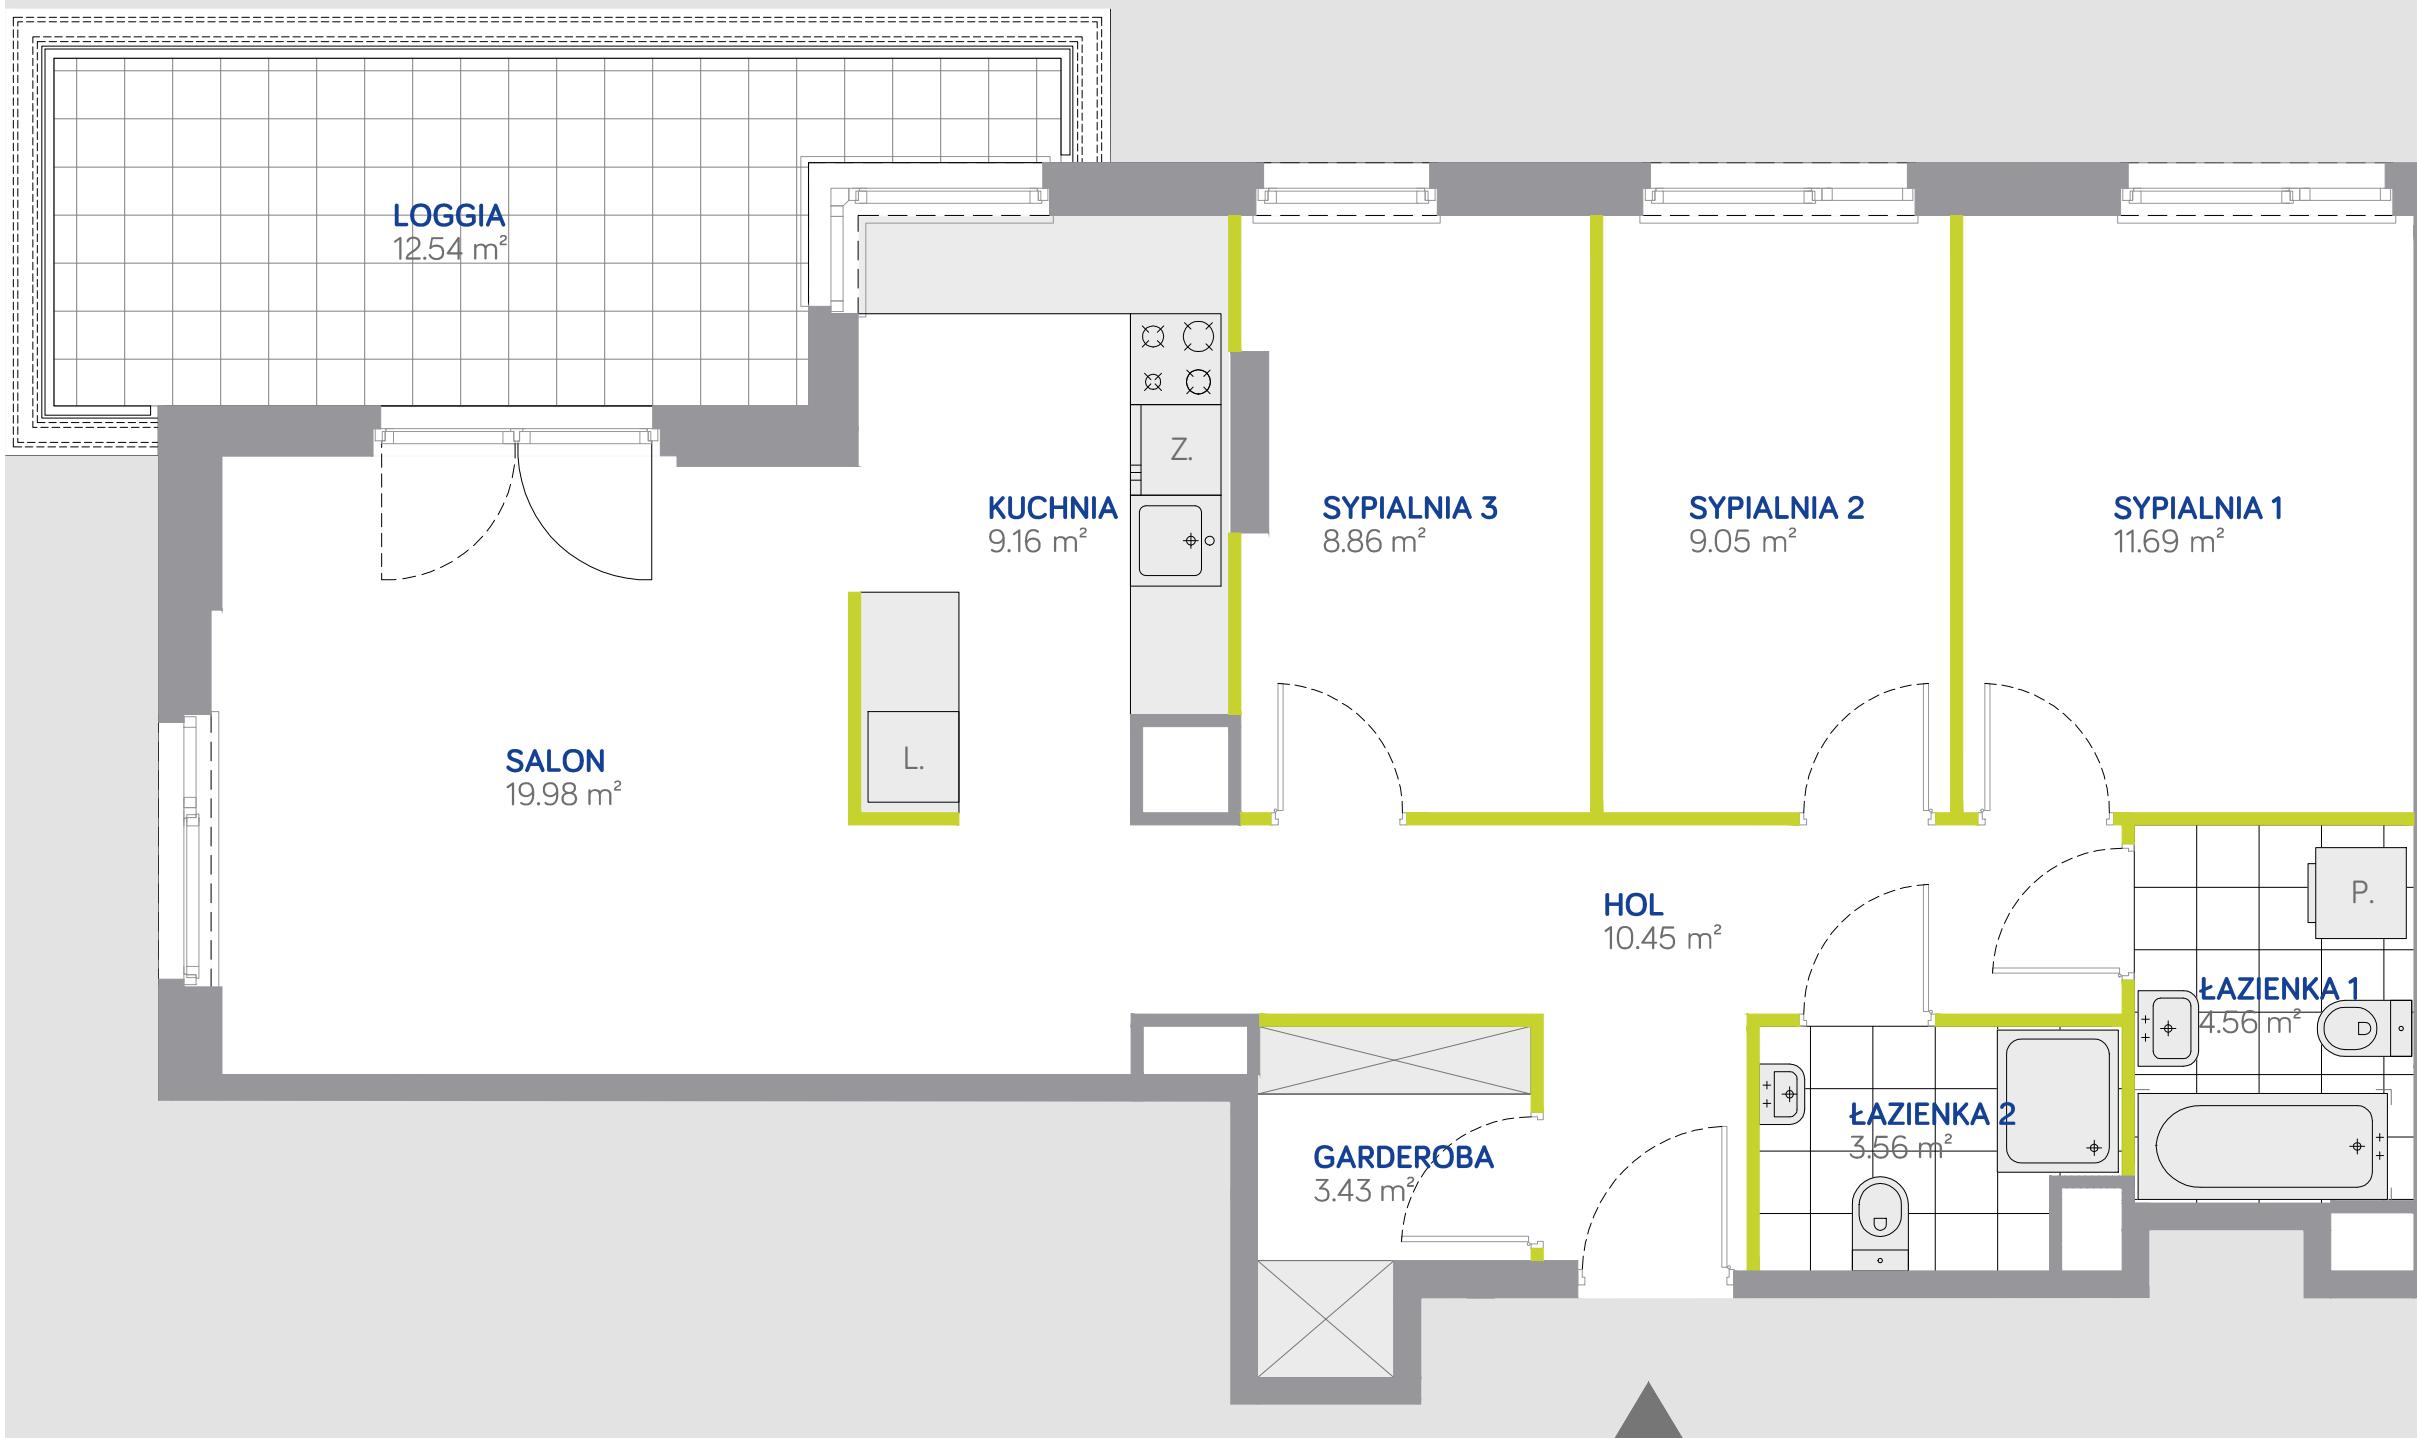 LOGGIA
12.54 m²
KUCHNIA
9.16 m²
Z.
SYPIALNIA 3
8.86 m²
SYPIALNIA 2
9.05 m²
SYPIALNIA 1
11.69 m²
SALON
19.98 m²
L.
HOL
10.45 m²
P.
ŁAZIENKA 1
4.56 m²
ŁAZIENKA 2
3.56 m²
GARDEROBA
3.43 m²